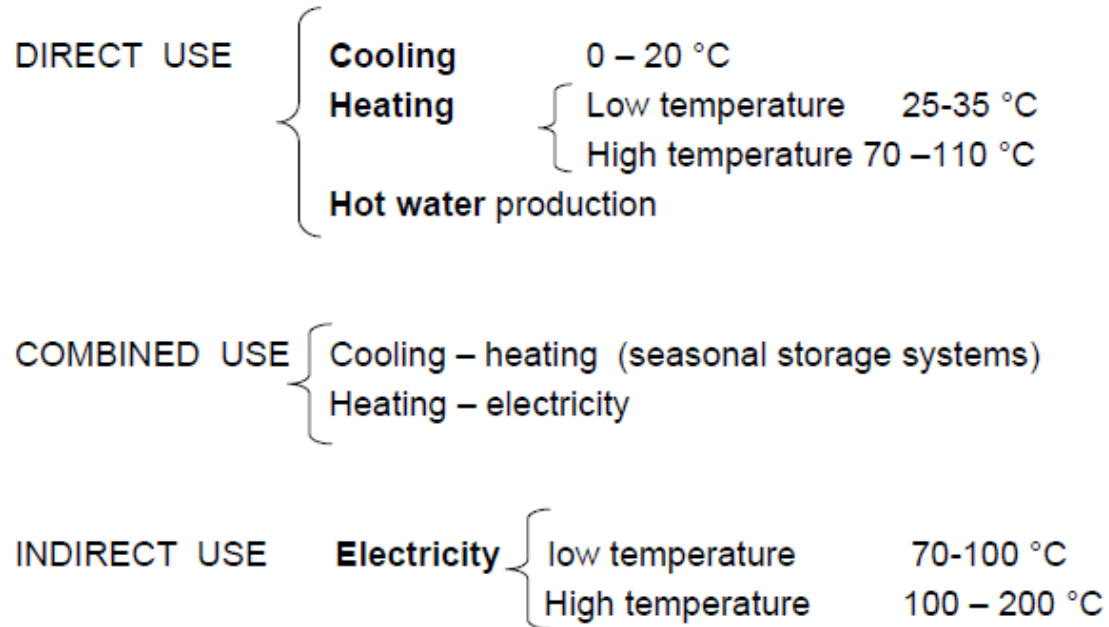 DIRECT USE Cooling 0 – 20 °C
Heating Low temperature 25-35 °C
High temperature 70 –110 °C
Hot water production
COMBINED USE Cooling – heating (seasonal storage systems)
Heating – electricity
INDIRECT USE Electricity low temperature 70-100 °C
High temperature 100 – 200 °C